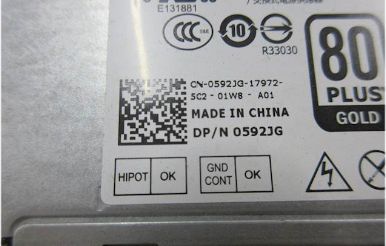 E131881
10
R33030
80
PLUS
GOLD
CN-0592JG-17972-
5C2 - 01W8 - A01
MADE IN CHINA
DP/N 0592JG
HIPOT OK
GND CONT OK